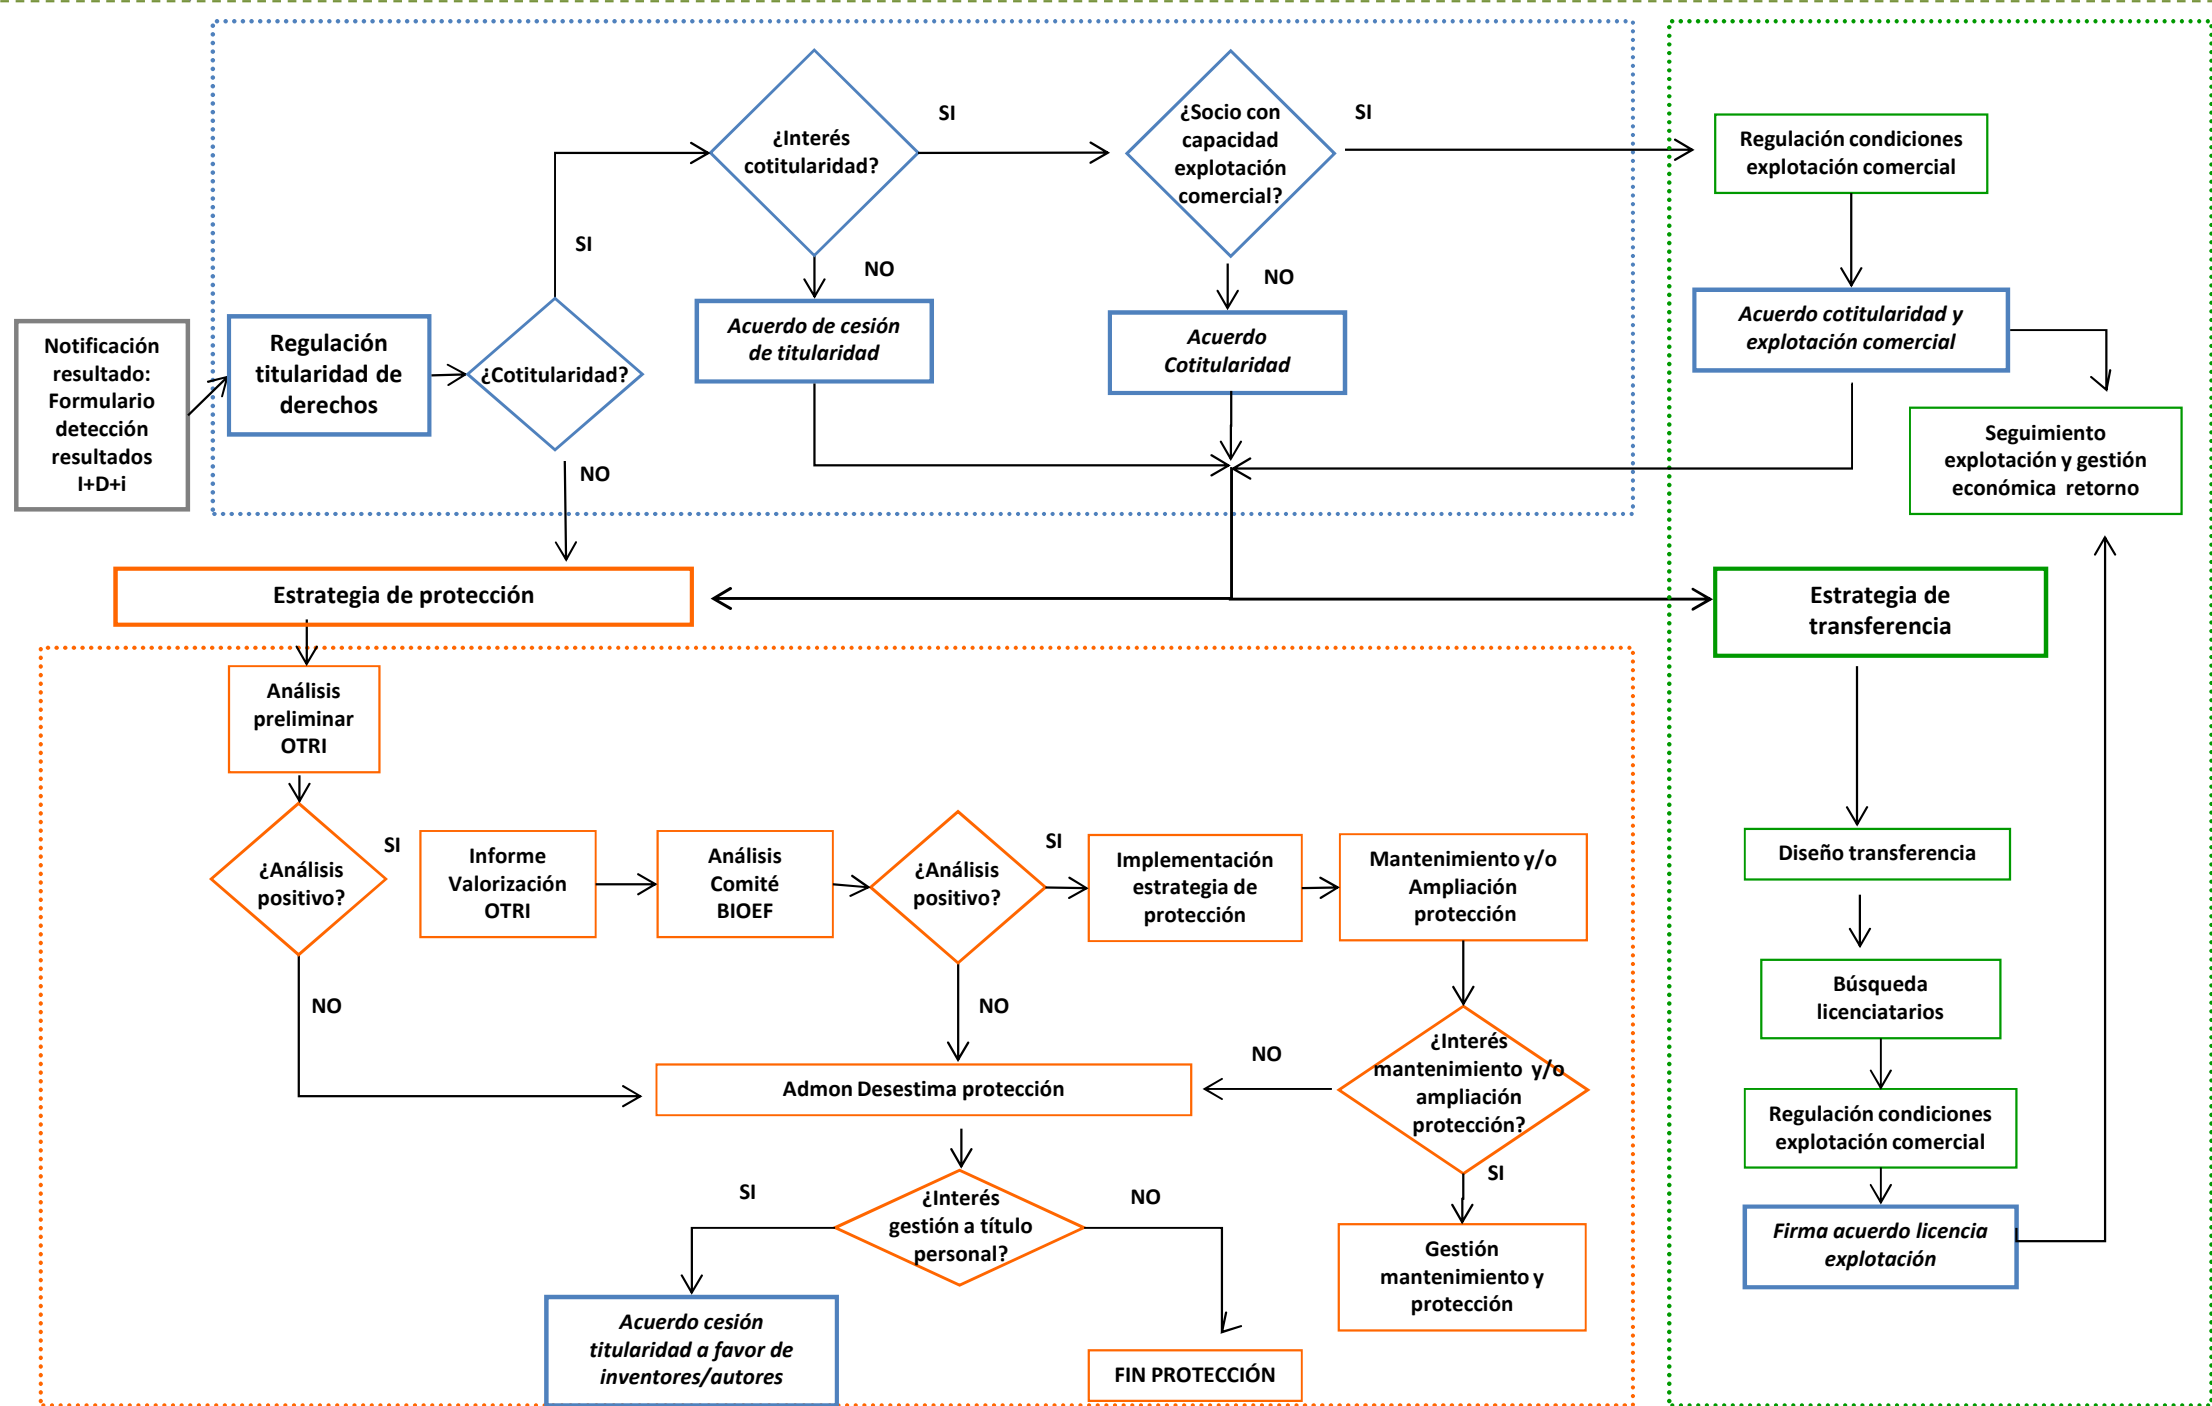 ¿Interés
cotitularidad?
SI
¿Socio con
capacidad
explotación
comercial?
SI
Regulación condiciones
explotación comercial
SI
NO
NO
Notificación
resultado:
Formulario
detección
resultados
I+D+i
Regulación
titularidad de
derechos
¿Cotitularidad?
NO
Acuerdo de cesión
de titularidad
Acuerdo
Cotitularidad
Acuerdo cotitularidad y
explotación comercial
Seguimiento
explotación y gestión
económica retorno
Estrategia de protección
Estrategia de
transferencia
Análisis
preliminar
OTRI
¿Análisis
positivo?
SI
NO
Informe
Valorización
OTRI
Análisis
Comité
BIOEF
¿Análisis
positivo?
SI
NO
Implementación
estrategia de
protección
Mantenimiento y/o
Ampliación
protección
¿Interés
mantenimiento y/o
ampliación
protección?
NO
SI
Admon Desestima protección
¿Interés
gestión a título
personal?
SI
NO
Gestión
mantenimiento y
protección
Acuerdo cesión
titularidad a favor de
inventores/autores
FIN PROTECCIÓN
Diseño transferencia
Búsqueda
licenciatarios
Regulación condiciones
explotación comercial
Firma acuerdo licencia
explotación